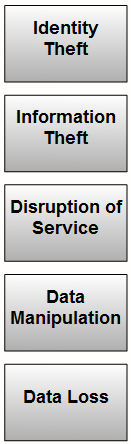 Identity
Theft
Information
Theft
Disruption of
Service
Data
Manipulation
Data Loss